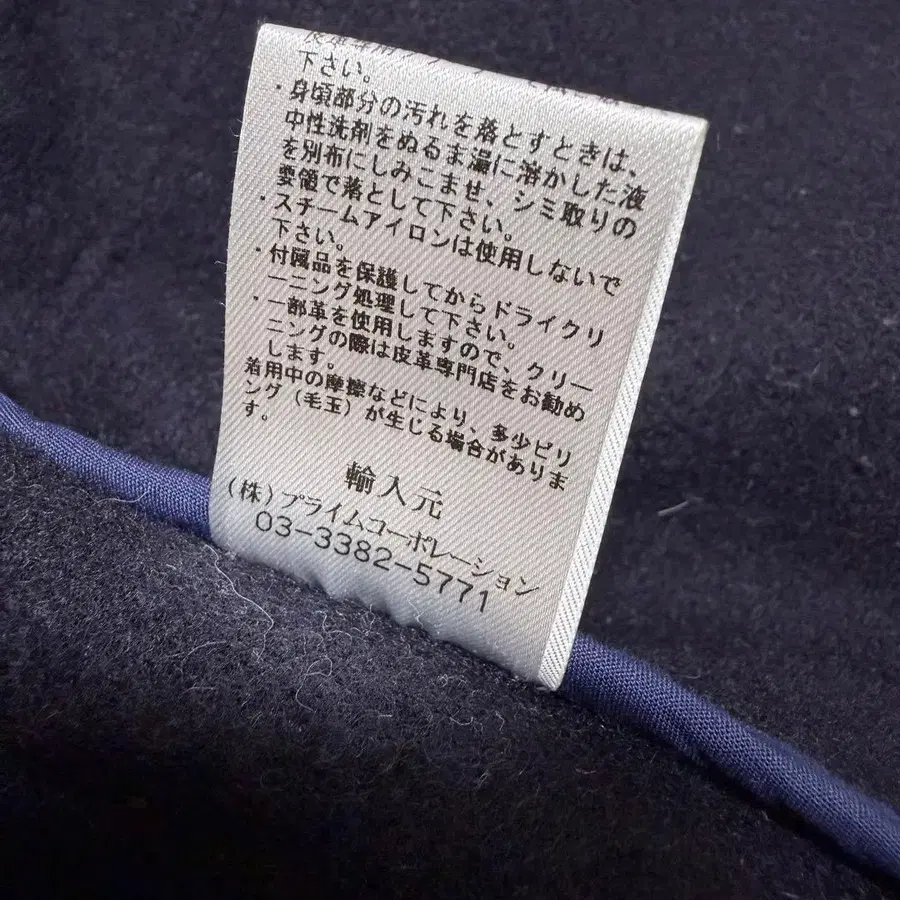 下さい。
・身頃部分の汚れを落とすときは、
中性洗剤をぬるま湯に溶かした液
を別布にしみこませ、シミ取りの
要領で落として下さい。
・スチームアイロンは使用しないで
下さい。
・付属品を保護してからドライクリ
ーニング処理して下さい。
・一部革を使用しますので、クリー
ニングの際は皮革専門店をお勧め
します。
着用中の摩擦などにより、多少ピリ
ング（毛玉）が生じる場合がありま
す。
輸入元
（株）プライムコーポレーション
03-3382-5771